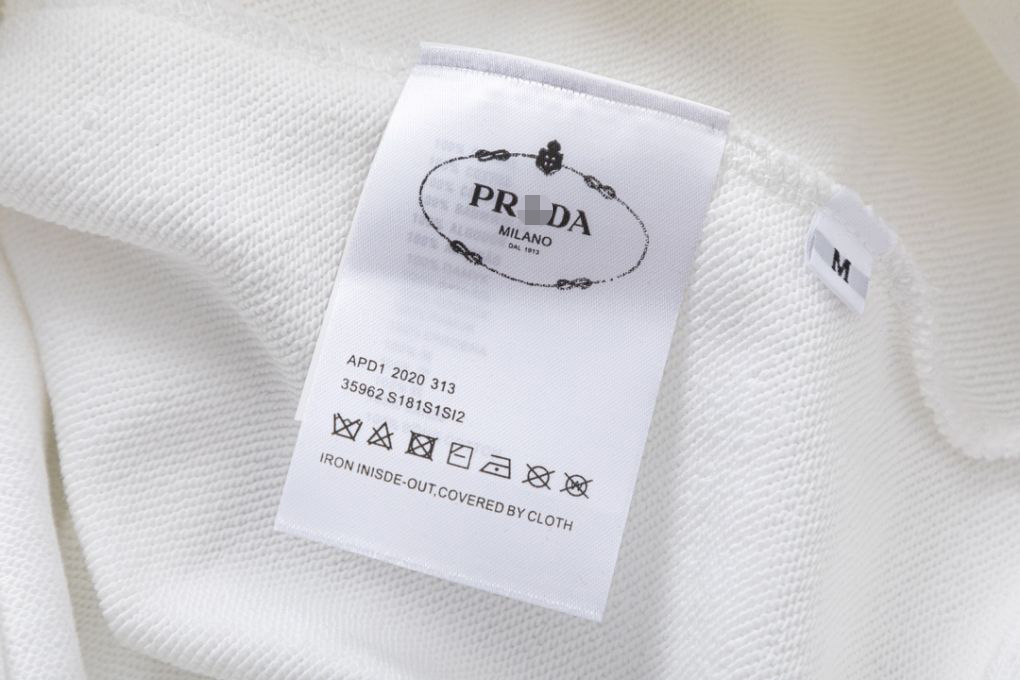 PR DA
MILANO
DAL 1913
M
APD1 2020 313
35962 S181S1SI2
IRON INISDE-OUT,COVERED BY CLOTH